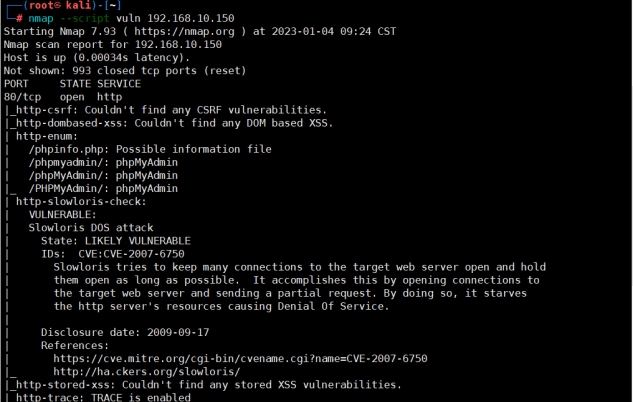 ┌──(root㉿kali)-[~]
└─# nmap --script vuln 192.168.10.150
Starting Nmap 7.93 ( https://nmap.org ) at 2023-01-04 09:24 CST
Nmap scan report for 192.168.10.150
Host is up (0.00034s latency).
Not shown: 993 closed tcp ports (reset)
PORT     STATE SERVICE
80/tcp   open  http
|_http-csrf: Couldn't find any CSRF vulnerabilities.
|_http-dombased-xss: Couldn't find any DOM based XSS.
| http-enum:
|   /phpinfo.php: Possible information file
|   /phpmyadmin/: phpMyAdmin
|   /phpMyAdmin/: phpMyAdmin
|_  /PHPMyAdmin/: phpMyAdmin
| http-slowloris-check:
|   VULNERABLE:
|   Slowloris DOS attack
|     State: LIKELY VULNERABLE
|     IDs:  CVE:CVE-2007-6750
|       Slowloris tries to keep many connections to the target web server open and hold
|       them open as long as possible.  It accomplishes this by opening connections to
|       the target web server and sending a partial request. By doing so, it starves
|       the http server's resources causing Denial Of Service.
|
|     Disclosure date: 2009-09-17
|     References:
|       https://cve.mitre.org/cgi-bin/cvename.cgi?name=CVE-2007-6750
|_      http://ha.ckers.org/slowloris/
|_http-stored-xss: Couldn't find any stored XSS vulnerabilities.
|_http-trace: TRACE is enabled